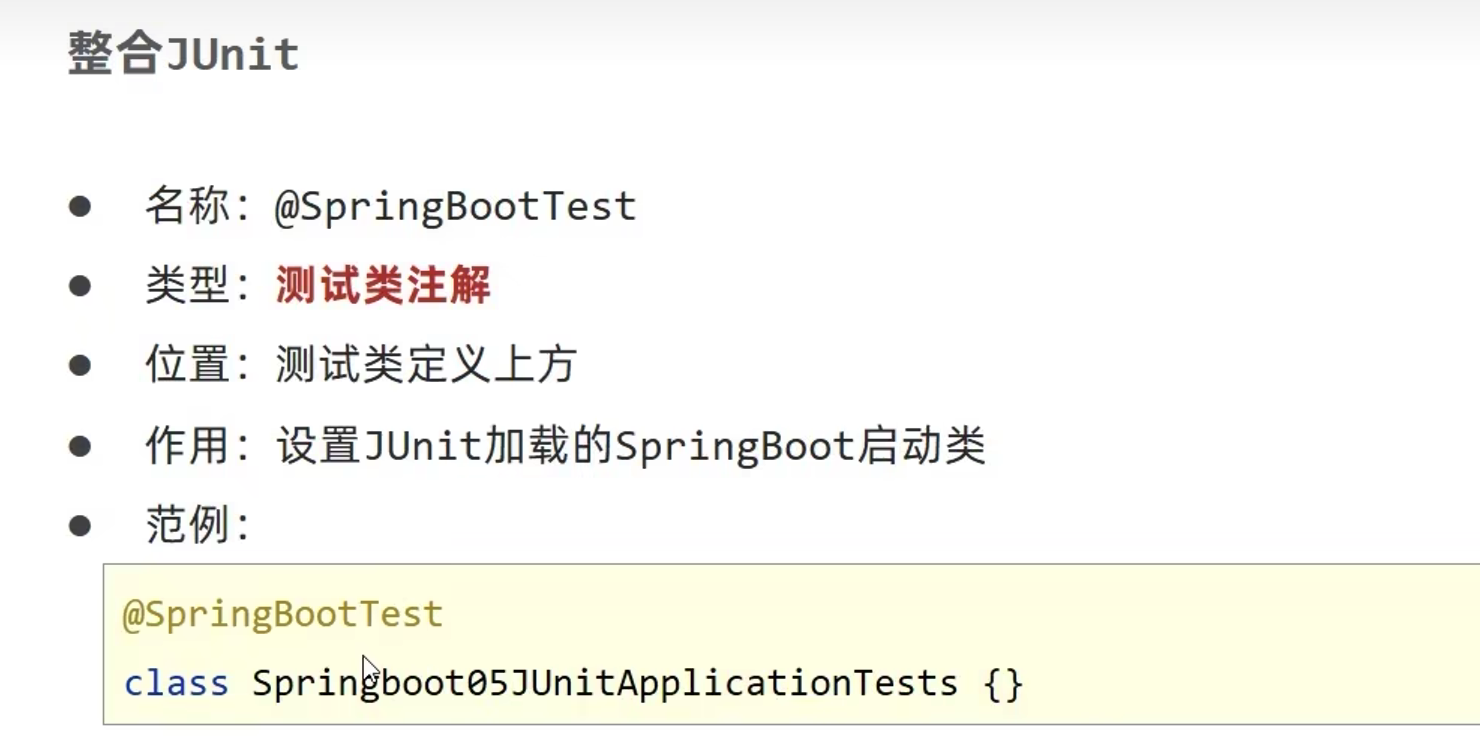 整合JUnit
● 名称：@SpringBootTest
● 类型：测试类注解
● 位置：测试类定义上方
● 作用：设置JUnit加载的SpringBoot启动类
● 范例：
@SpringBootTest
class Springboot05JUnitApplicationTests {}